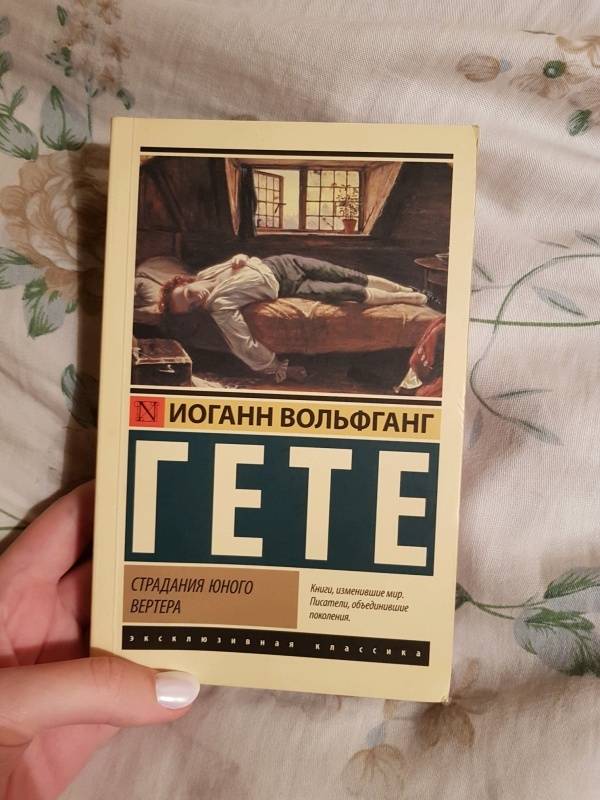 N ИОГАНН ВОЛЬФГАНГ
ГЕТЕ
СТРАДАНИЯ ЮНОГО
ВЕРТЕРА
Книги, изменившие мир.
Писатели, объединившие
поколения.
эксклюзивная классика